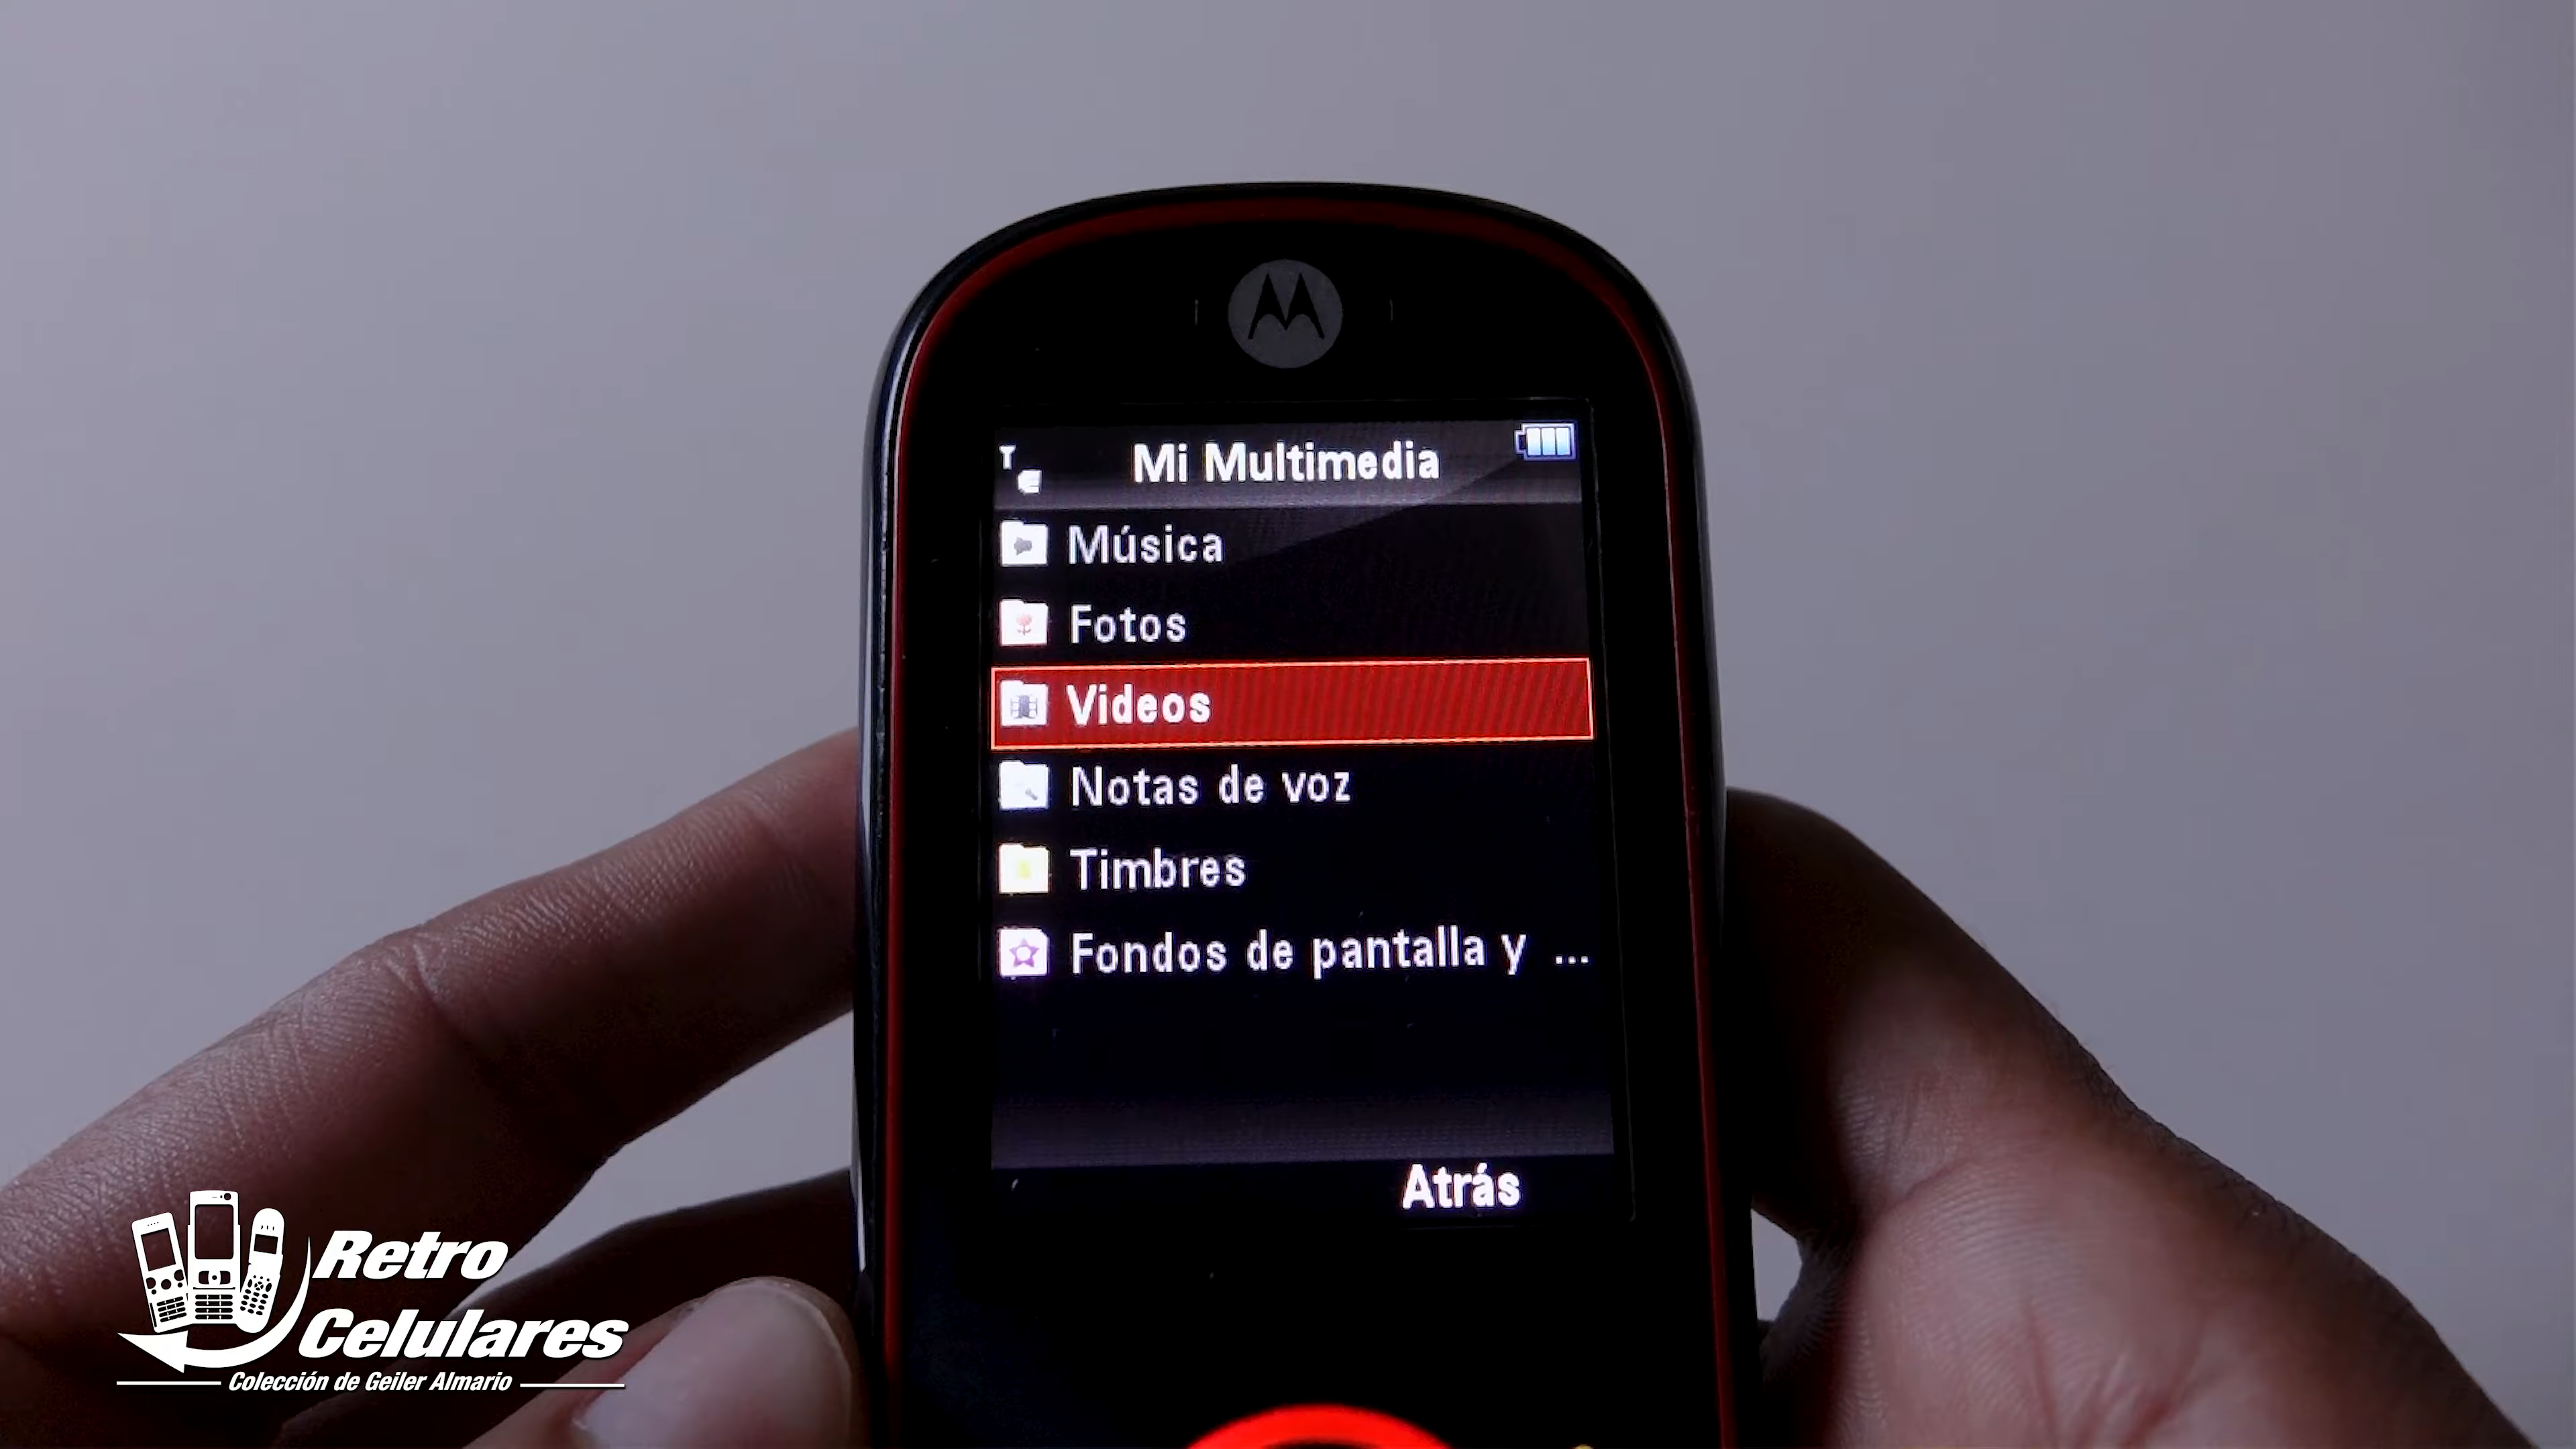 Mi Multimedia
Música
Fotos
Videos
Notas de voz
Timbres
Fondos de pantalla y ...
Atrás
Retro
Celulares
Colección de Geiler Almario